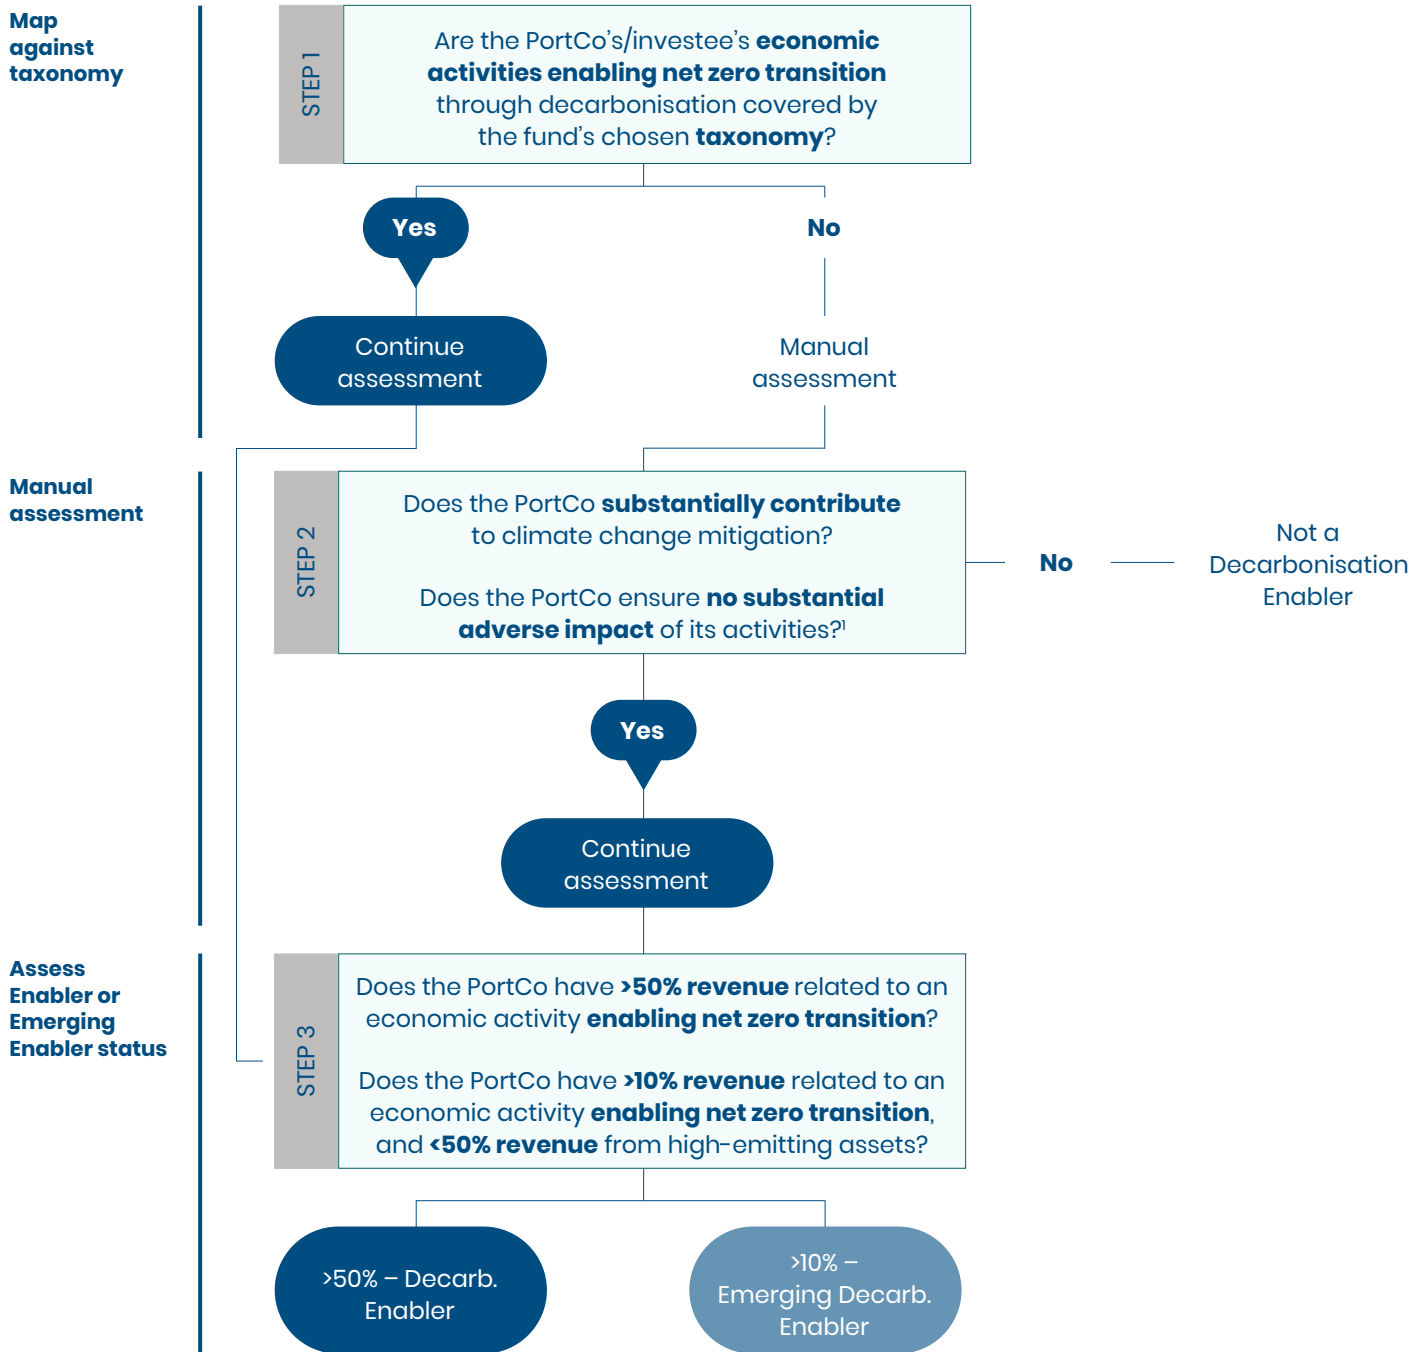 Map
against
taxonomy
STEP 1
Are the PortCo's/investee's economic
activities enabling net zero transition
through decarbonisation covered by
the fund's chosen taxonomy?
Yes
No
Continue
assessment
Manual
assessment
Manual
assessment
STEP 2
Does the PortCo substantially contribute
to climate change mitigation?
Does the PortCo ensure no substantial
adverse impact of its activities?¹
No
Not a
Decarbonisation
Enabler
Yes
Continue
assessment
Assess
Enabler or
Emerging
Enabler status
STEP 3
Does the PortCo have >50% revenue related to an
economic activity enabling net zero transition?
Does the PortCo have >10% revenue related to an
economic activity enabling net zero transition,
and <50% revenue from high-emitting assets?
>50% – Decarb.
Enabler
>10% –
Emerging Decarb.
Enabler